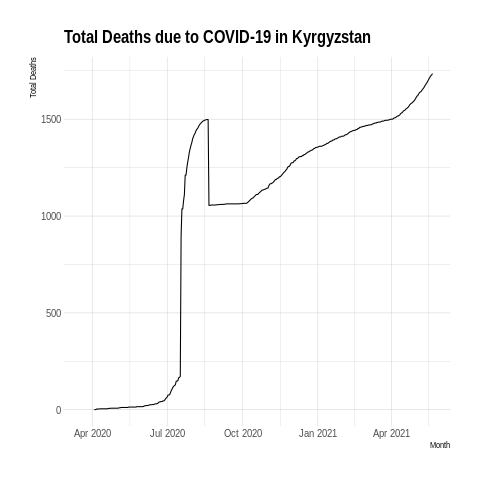 Total Deaths due to COVID-19 in Kyrgyzstan
Total Deaths
1500
1000
500
0
Apr 2020 Jul 2020 Oct 2020 Jan 2021 Apr 2021
Month